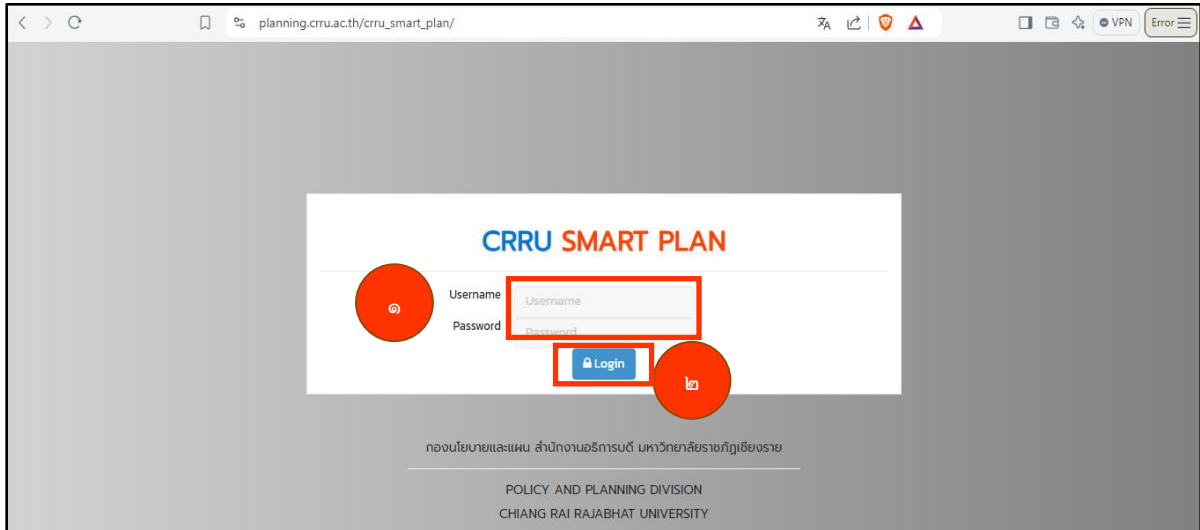 planning.crru.ac.th/crru_smart_plan/
VPN
Error
CRRU SMART PLAN
๑
Username
Username
Password
Password
Login
๒
กองนโยบายและแผน สำนักงานอธิการบดี มหาวิทยาลัยราชภัฏเชียงราย
POLICY AND PLANNING DIVISION
CHIANG RAI RAJABHAT UNIVERSITY